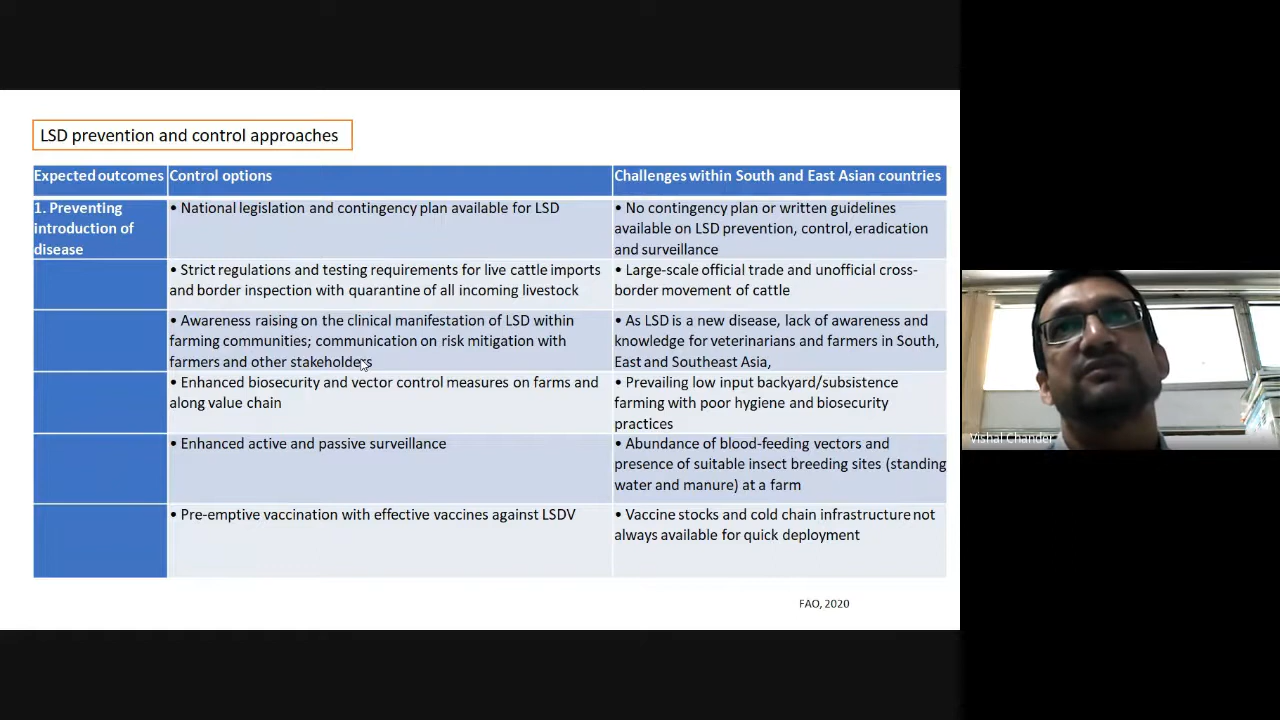 LSD prevention and control approaches
Expected outcomes
Control options
Challenges within South and East Asian countries
1. Preventing
introduction of
disease
• National legislation and contingency plan available for LSD
• No contingency plan or written guidelines
available on LSD prevention, control, eradication
and surveillance
• Strict regulations and testing requirements for live cattle imports
and border inspection with quarantine of all incoming livestock
• Large-scale official trade and unofficial cross-
border movement of cattle
• Awareness raising on the clinical manifestation of LSD within
farming communities; communication on risk mitigation with
farmers and other stakeholders
• As LSD is a new disease, lack of awareness and
knowledge for veterinarians and farmers in South,
East and Southeast Asia,
• Enhanced biosecurity and vector control measures on farms and
along value chain
• Prevailing low input backyard/subsistence
farming with poor hygiene and biosecurity
practices
• Enhanced active and passive surveillance
• Abundance of blood-feeding vectors and
presence of suitable insect breeding sites (standing
water and manure) at a farm
• Pre-emptive vaccination with effective vaccines against LSDV
• Vaccine stocks and cold chain infrastructure not
always available for quick deployment
FAO, 2020
Vishal Chander